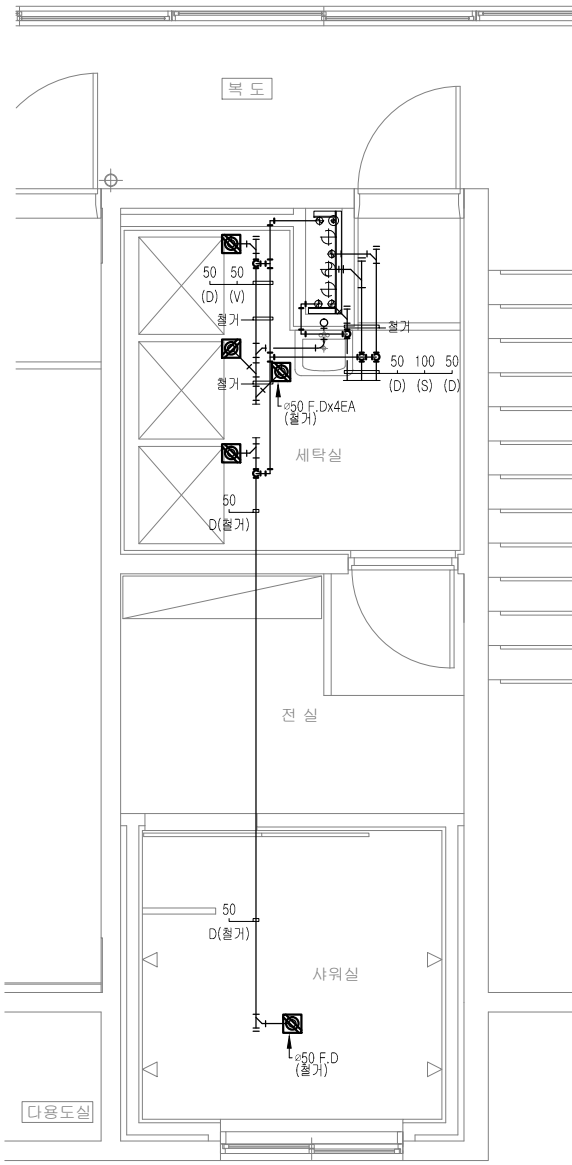 복 도
50 50
(D) (V)
철거
철거
철거
50 100 50
(D) (S) (D)
⌀50 F.Dx4EA
(철거)
세탁실
50
D(철거)
전 실
50
D(철거)
샤워실
⌀50 F.D
(철거)
다용도실